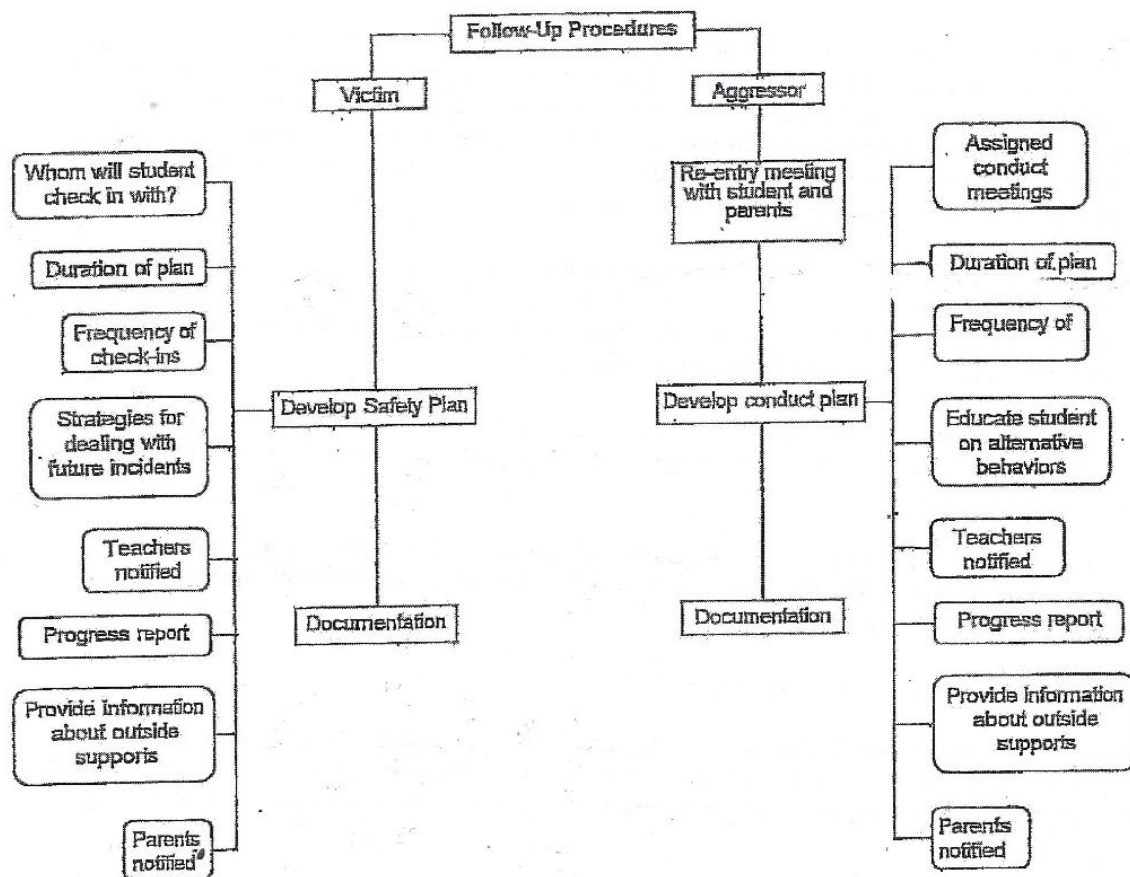 Follow-Up Procedures
Victim
Aggressor
Whom will student
check in with?
Duration of plan
Frequency of
check-ins
Strategies for
dealing with
future incidents
Teachers
notified
Progress report
Provide information
about outside
supports
Parents
notified
Develop Safety Plan
Documentation
Re-entry meeting
with student and
parents
Develop conduct plan
Documentation
Assigned
conduct
meetings
Duration of plan
Frequency of
Educate student
on alternative
behaviors
Teachers
notified
Progress report
Provide information
about outside
supports
Parents
notified